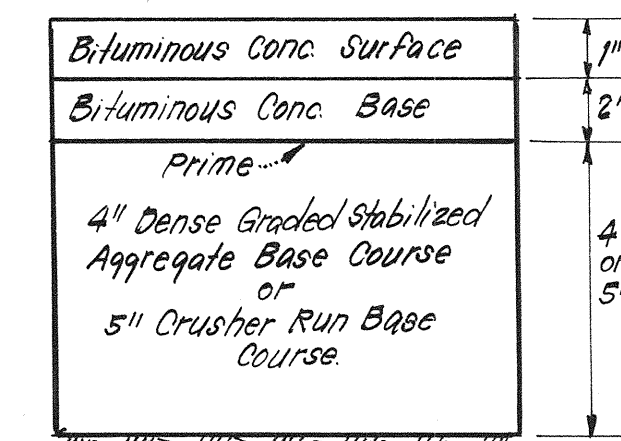 Bituminous Conc. Surface
1"
Bituminous Conc. Base
2"
Prime
4" Dense Graded Stabilized
Aggregate Base Course
or
5" Crusher Run Base
Course.
4
or
5"